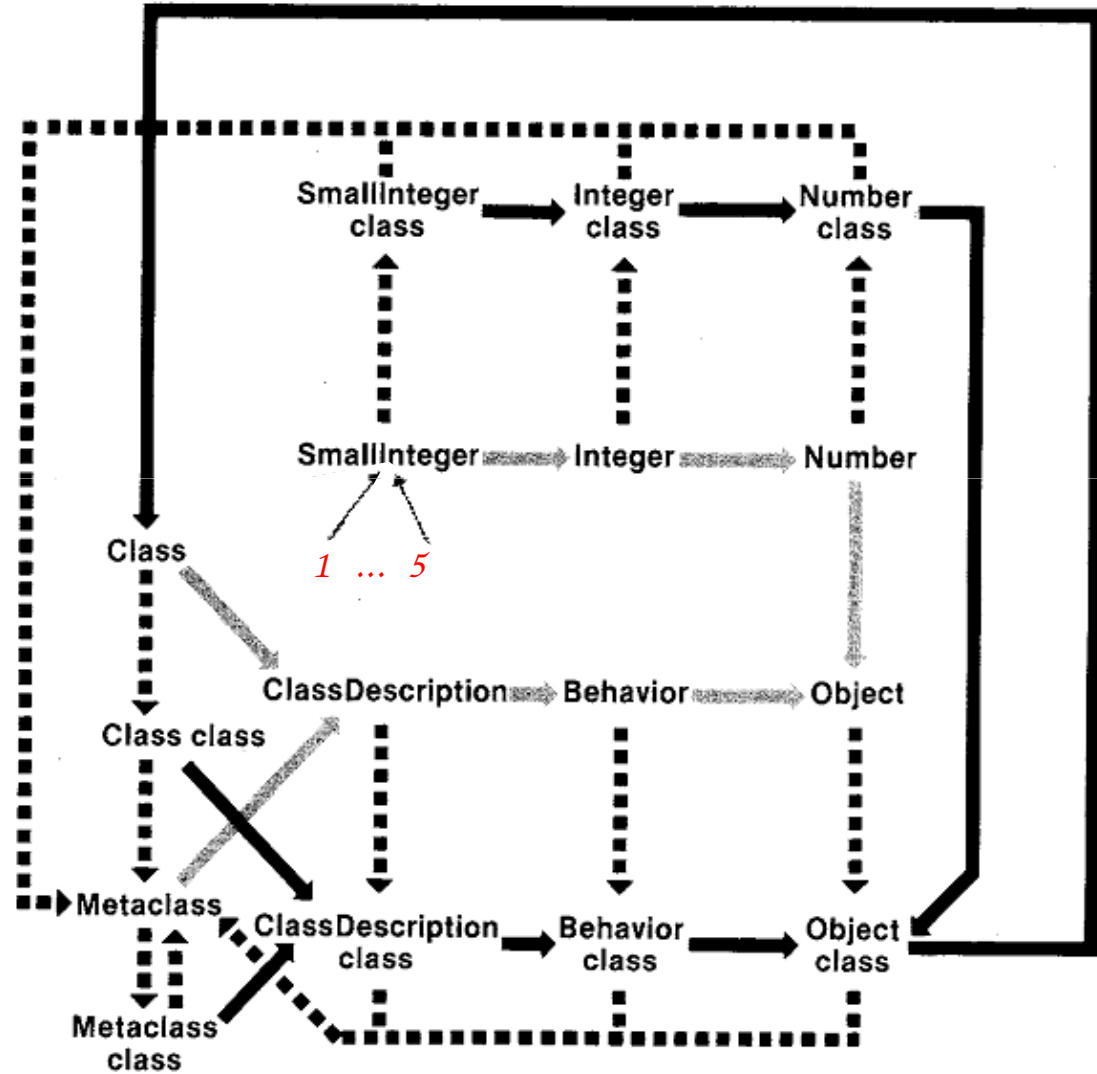 SmallInteger class
Integer class
Number class
SmallInteger
Integer
Number
1 ... 5
Class
ClassDescription
Behavior
Object
Class class
Metaclass
ClassDescription class
Behavior class
Object class
Metaclass class